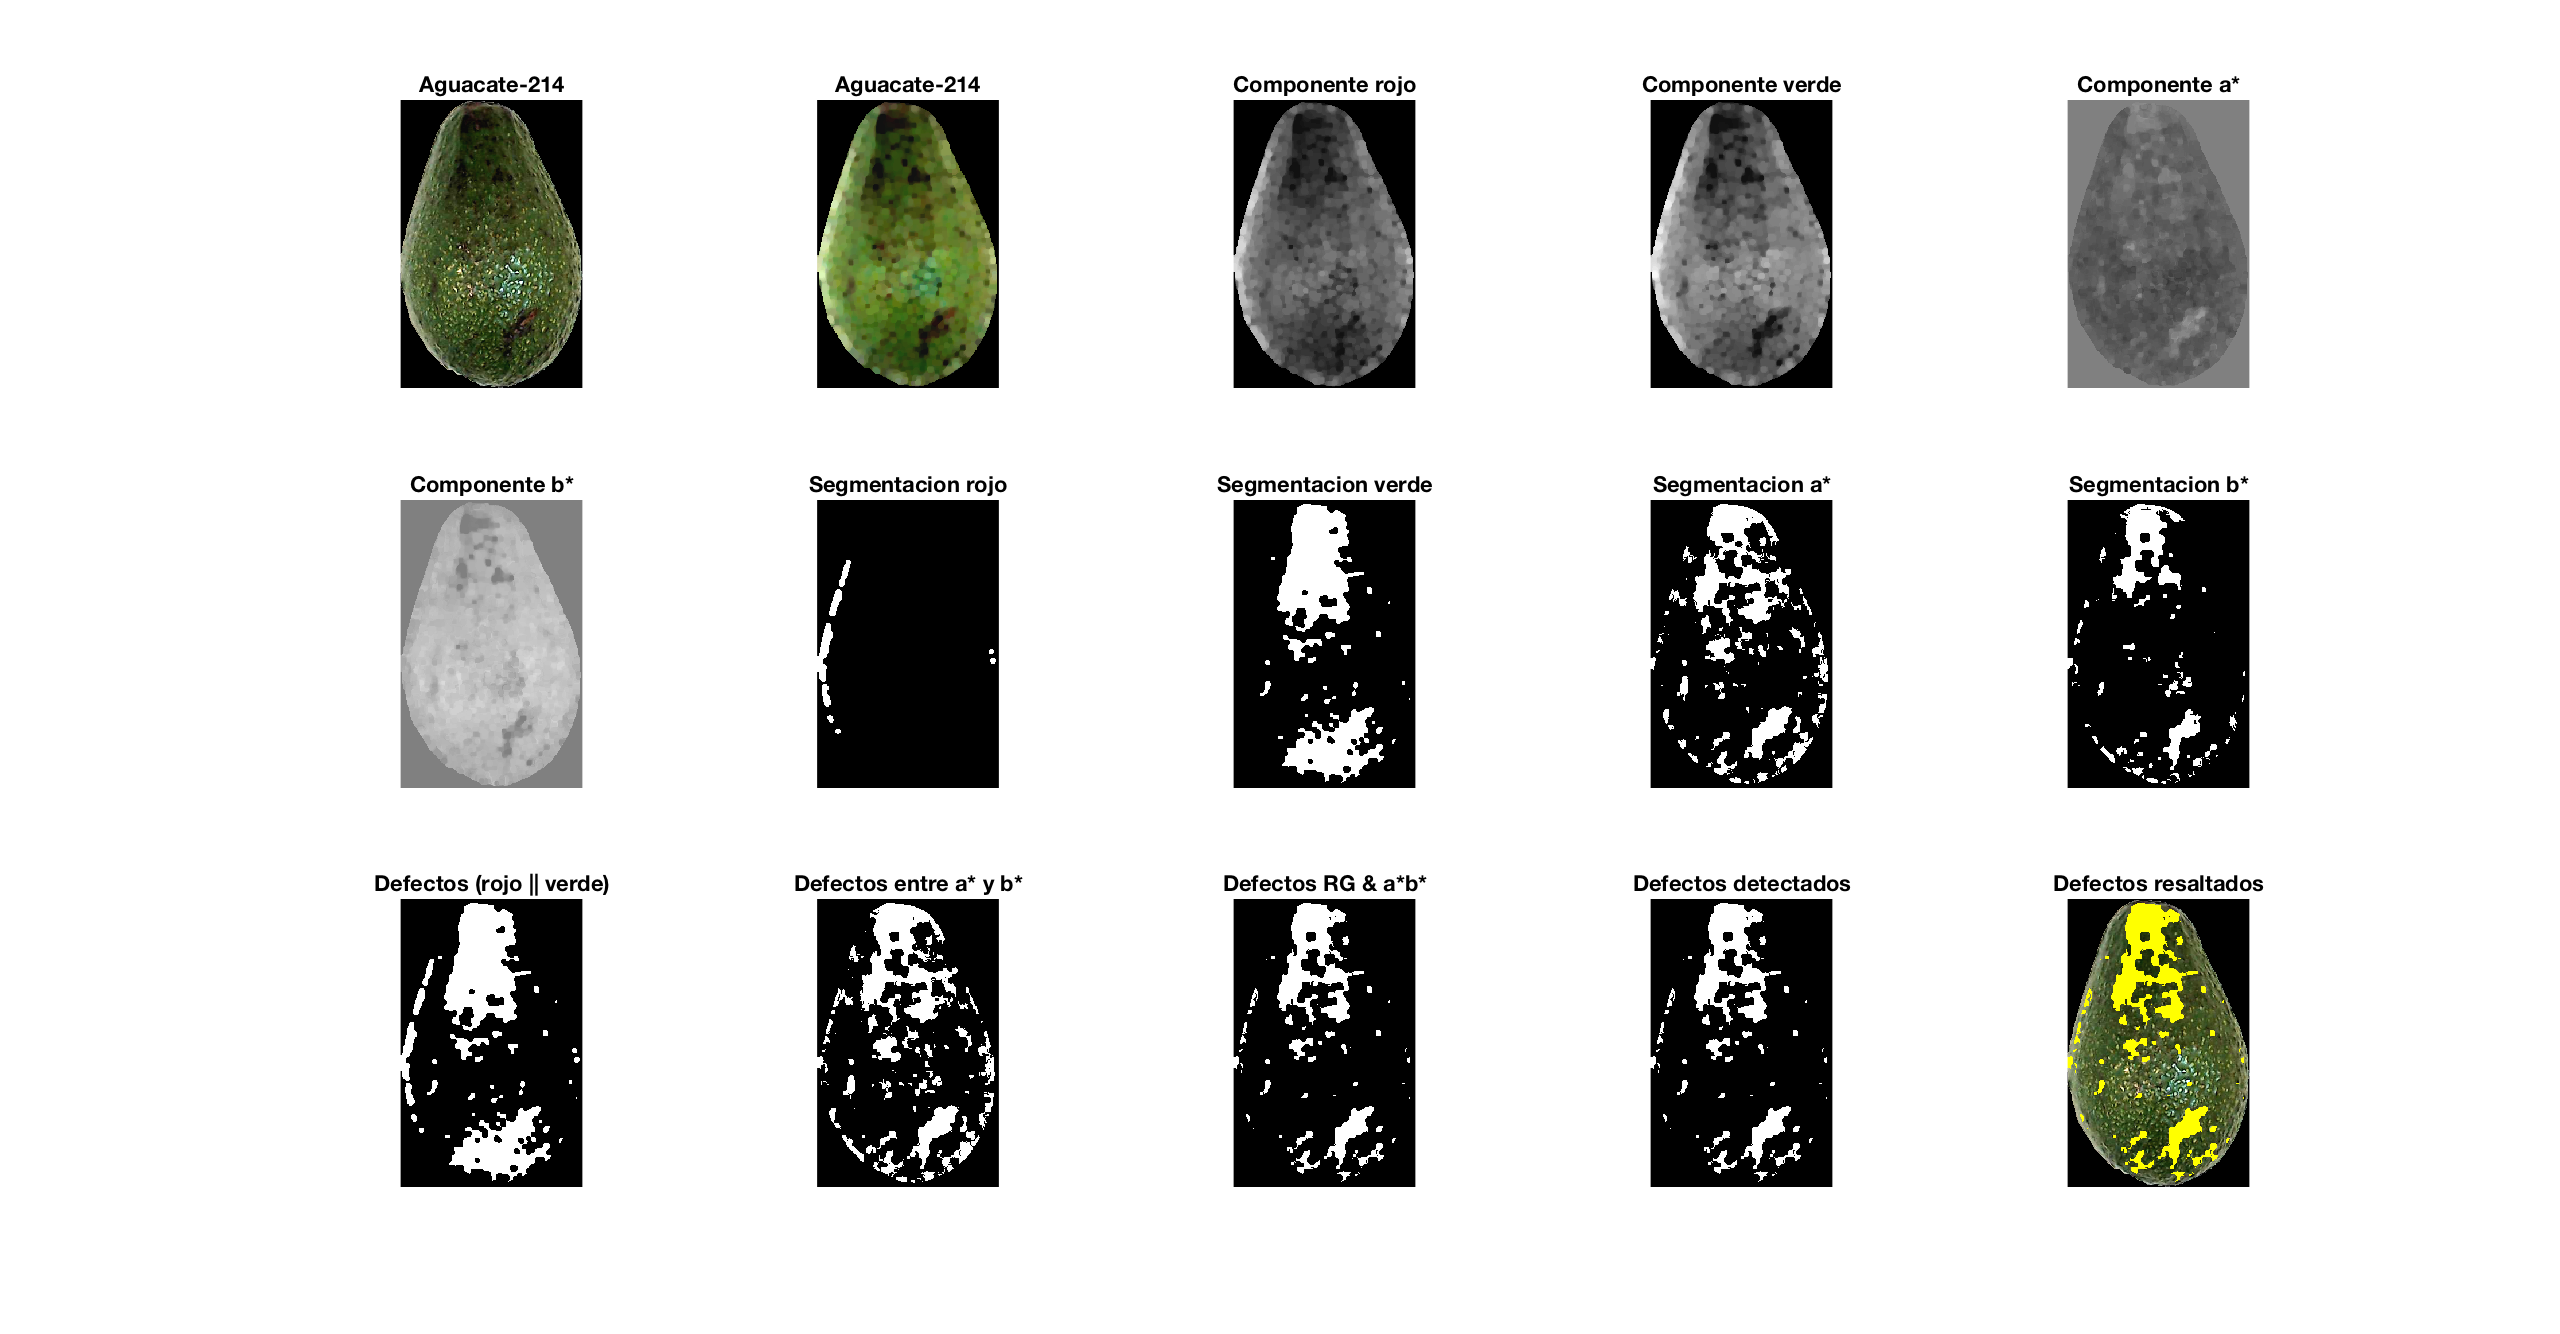 Aguacate-214
Aguacate-214
Componente rojo
Componente verde
Componente a*
Componente b*
Segmentacion rojo
Segmentacion verde
Segmentacion a*
Segmentacion b*
Defectos (rojo || verde)
Defectos entre a* y b*
Defectos RG & a*b*
Defectos detectados
Defectos resaltados